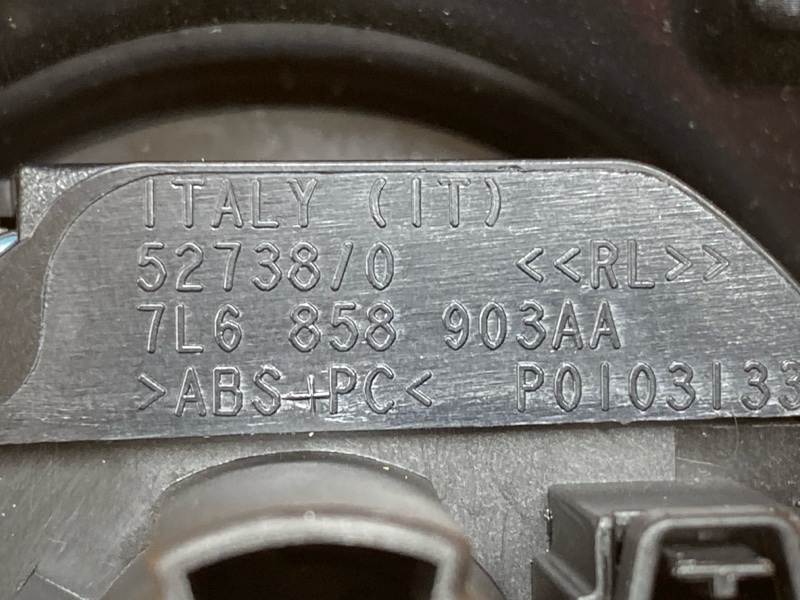 ITALY (IT)
52738/0 <<RL>>
7L6 858 903AA
>ABS+PC< P0103133